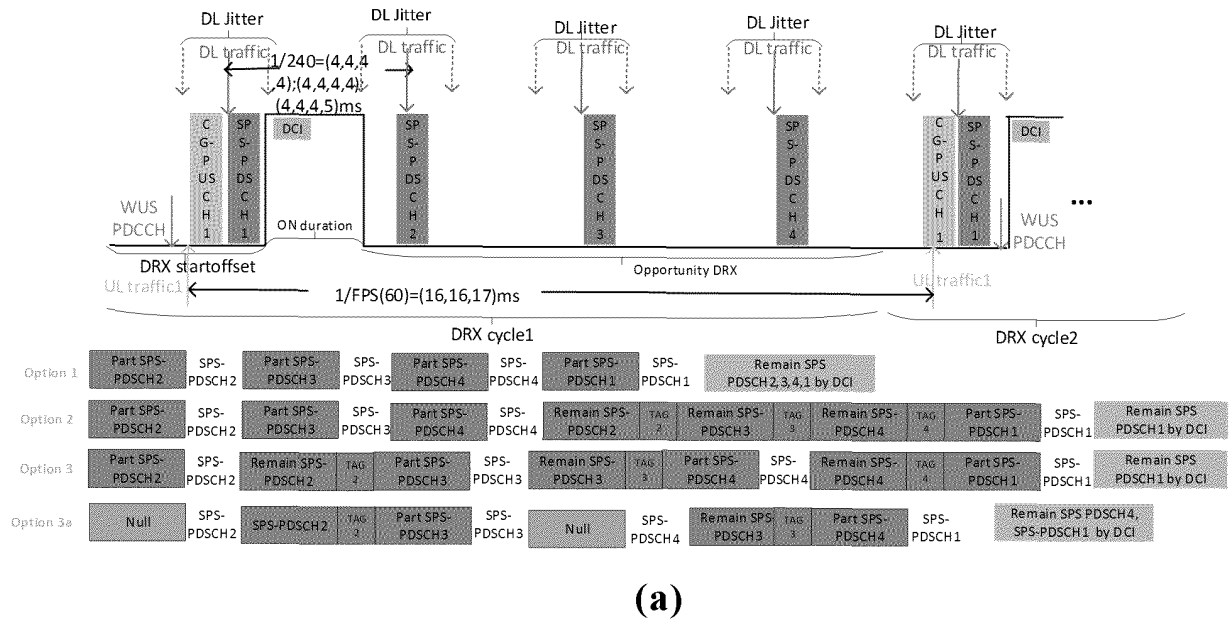 DL Jitter DL Jitter DL Jitter DL Jitter DL Jitter
DL traffic DL traffic DL traffic DL traffic DL traffic
1/240=(4,4,4
,4);(4,4,4,4)
(4,4,4,5)ms
CG-PUSCH1
SPS-PDSCH1
DCI
SPS-PDSCH2
SPS-PDSCH3
SPS-PDSCH4
CG-PUSCH 1
SPS-PDSCH1
DCI
...
WUS
PDCCH
ON duration
WUS
PDCCH
DRX startoffset
Opportunity DRX
UL traffic1
1/FPS(60)=(16,16,17)ms
UL traffic1
DRX cycle1
DRX cycle2
Option 1
Part SPS-
PDSCH2
SPS-
PDSCH2
Part SPS-
PDSCH3
SPS-
PDSCH3
Part SPS-
PDSCH4
SPS-
PDSCH4
Part SPS-
PDSCH1
SPS-
PDSCH1
Remain SPS
PDSCH2,3,4,1 by DCI
Option 2
Part SPS-
PDSCH2
SPS-
PDSCH2
Part SPS-
PDSCH3
SPS-
PDSCH3
Part SPS-
PDSCH4
SPS-
PDSCH4
Remain SPS-
PDSCH2
TAG
2
Remain SPS-
PDSCH3
TAG
3
Remain SPS-
PDSCH4
TAG
4
Part SPS-
PDSCH1
SPS-
PDSCH1
Remain SPS
PDSCH1 by DCI
Option 3
Part SPS-
PDSCH2
SPS-
PDSCH2
Remain SPS-
PDSCH2
TAG
2
Part SPS-
PDSCH3
SPS-
PDSCH3
Remain SPS-
PDSCH3
TAG
3
Part SPS-
PDSCH4
SPS-
PDSCH4
Remain SPS-
PDSCH4
TAG
4
Part SPS-
PDSCH1
SPS-
PDSCH1
Remain SPS
PDSCH1 by DCI
Option 3a
Null
SPS-
PDSCH2
SPS-PDSCH2
TAG
2
Part SPS-
PDSCH3
SPS-
PDSCH3
Null
SPS-
PDSCH4
Remain SPS-
PDSCH3
TAG
3
Part SPS-
PDSCH4
SPS-
PDSCH1
Remain SPS PDSCH4,
SPS-PDSCH1 by DCI
(a)